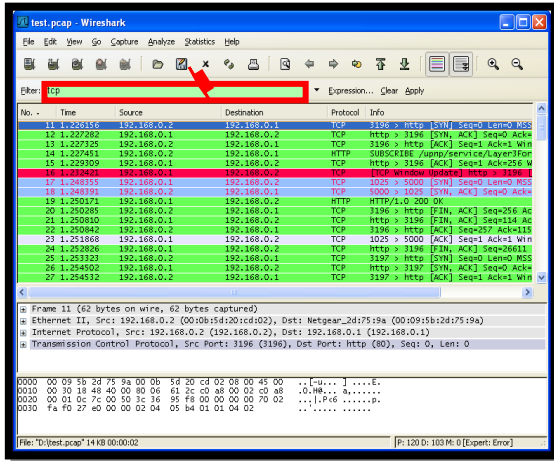 test.pcap - Wireshark
File Edit View Go Capture Analyze Statistics Help
Filter: tcp Expression... Clear Apply
No. - Time Source Destination Protocol Info
11 1.226156 192.168.0.2 192.168.0.1 TCP 3196 > http [SYN] Seq=0 Len=0 MSS
12 1.227282 192.168.0.1 192.168.0.2 TCP http > 3196 [SYN, ACK] Seq=0 Ack=
13 1.227325 192.168.0.2 192.168.0.1 TCP 3196 > http [ACK] Seq=1 Ack=1 Win
14 1.227451 192.168.0.2 192.168.0.1 HTTP SUBSCRIBE /upnp/service/Layer3For
15 1.229309 192.168.0.1 192.168.0.2 TCP http > 3196 [ACK] Seq=1 Ack=256 W
16 1.232421 192.168.0.1 192.168.0.2 TCP [TCP Window Update] http > 3196 [
17 1.248355 192.168.0.1 192.168.0.2 TCP 1025 > 5000 [SYN] Seq=0 Len=0 MSS
18 1.248391 192.168.0.2 192.168.0.1 TCP 5000 > 1025 [SYN, ACK] Seq=0 Ack=
19 1.250171 192.168.0.1 192.168.0.2 HTTP HTTP/1.0 200 OK
20 1.250285 192.168.0.2 192.168.0.1 TCP 3196 > http [FIN, ACK] Seq=256 Ac
21 1.250810 192.168.0.1 192.168.0.2 TCP http > 3196 [FIN, ACK] Seq=114 Ac
22 1.250842 192.168.0.2 192.168.0.1 TCP 3196 > http [ACK] Seq=257 Ack=115
23 1.251868 192.168.0.1 192.168.0.2 TCP 1025 > 5000 [ACK] Seq=1 Ack=1 Win
24 1.252826 192.168.0.1 192.168.0.2 TCP http > 3196 [FIN, ACK] Seq=26611
25 1.253323 192.168.0.2 192.168.0.1 TCP 3197 > http [SYN] Seq=0 Len=0 MSS
26 1.254502 192.168.0.1 192.168.0.2 TCP http > 3197 [SYN, ACK] Seq=0 Ack=
27 1.254532 192.168.0.2 192.168.0.1 TCP 3197 > http [ACK] Seq=1 Ack=1 Win
Frame 11 (62 bytes on wire, 62 bytes captured)
Ethernet II, Src: 192.168.0.2 (00:0b:5d:20:cd:02), Dst: Netgear_2d:75:9a (00:09:5b:2d:75:9a)
Internet Protocol, Src: 192.168.0.2 (192.168.0.2), Dst: 192.168.0.1 (192.168.0.1)
Transmission Control Protocol, Src Port: 3196 (3196), Dst Port: http (80), Seq: 0, Len: 0
0000 00 09 5b 2d 75 9a 00 0b 5d 20 cd 02 08 00 45 00 ..[-u... ] ....E.
0010 00 30 18 48 40 00 80 06 61 2c c0 a8 00 02 c0 a8 .0.H@... a,......
0020 00 01 0c 7c 00 50 3c 36 95 f8 00 00 00 00 70 02 ...|.P<6 ......p.
0030 fa f0 27 e0 00 00 02 04 05 b4 01 01 04 02 ..'..... ......
File: "D:\test.pcap" 14 KB 00:00:02 P: 120 D: 103 M: 0 [Expert: Error]